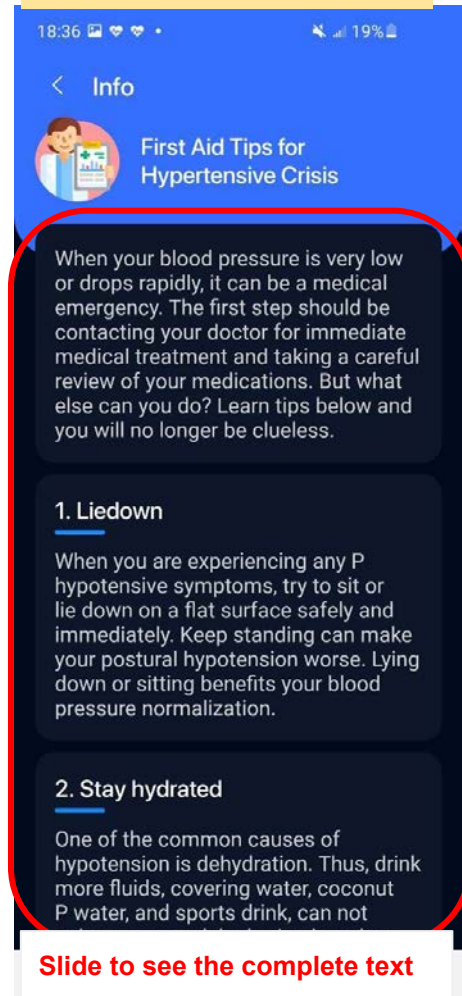 18:36
19%
Info
First Aid Tips for
Hypertensive Crisis
When your blood pressure is very low
or drops rapidly, it can be a medical
emergency. The first step should be
contacting your doctor for immediate
medical treatment and taking a careful
review of your medications. But what
else can you do? Learn tips below and
you will no longer be clueless.
1. Liedown
When you are experiencing any P
hypotensive symptoms, try to sit or
lie down on a flat surface safely and
immediately. Keep standing can make
your postural hypotension worse. Lying
down or sitting benefits your blood
pressure normalization.
2. Stay hydrated
One of the common causes of
hypotension is dehydration. Thus, drink
more fluids, covering water, coconut
P water, and sports drink, can not
Slide to see the complete text